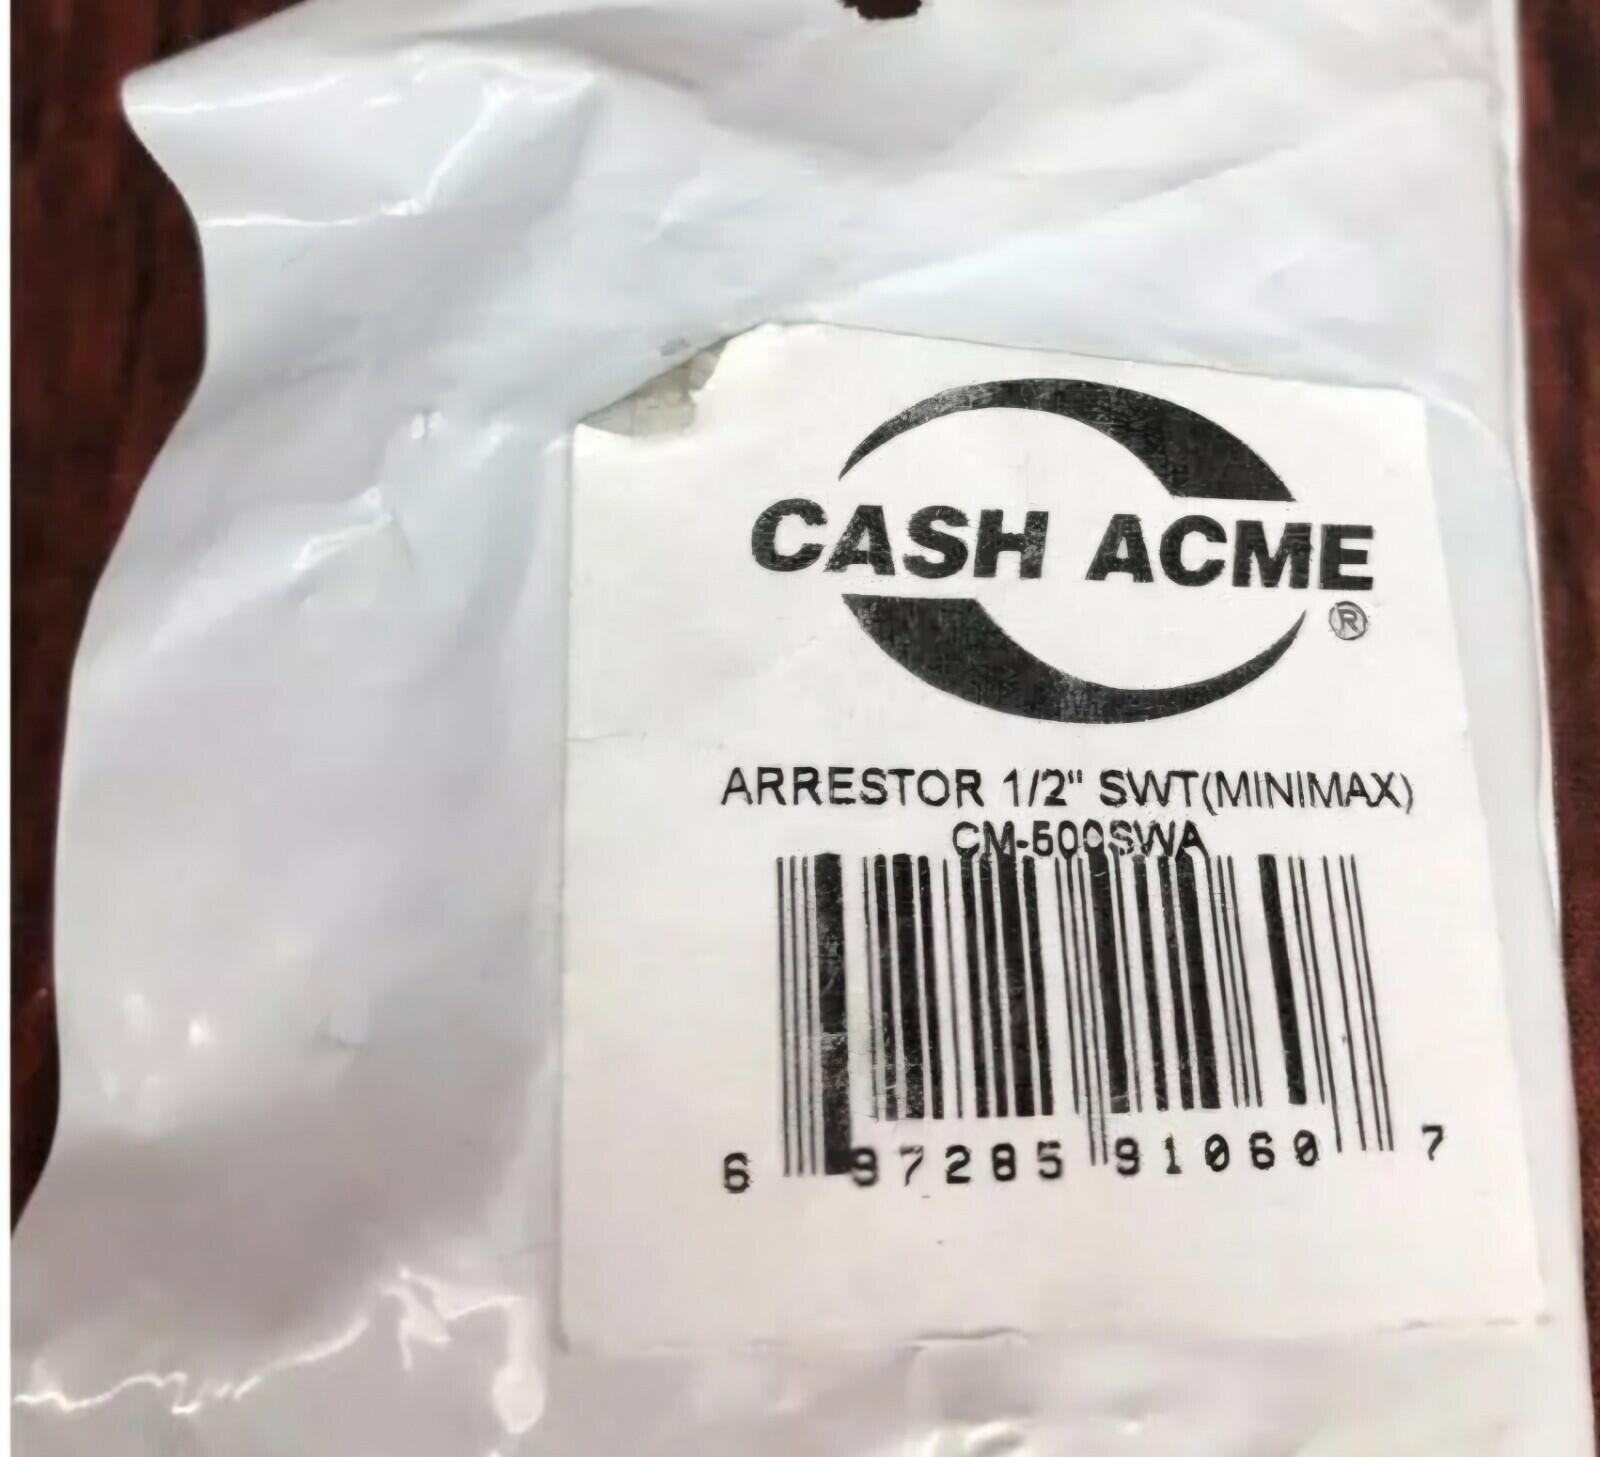 CASH ACME
®
ARRESTOR 1/2" SWT(MINIMAX)
CM-500SWA
6 97285 91060 7